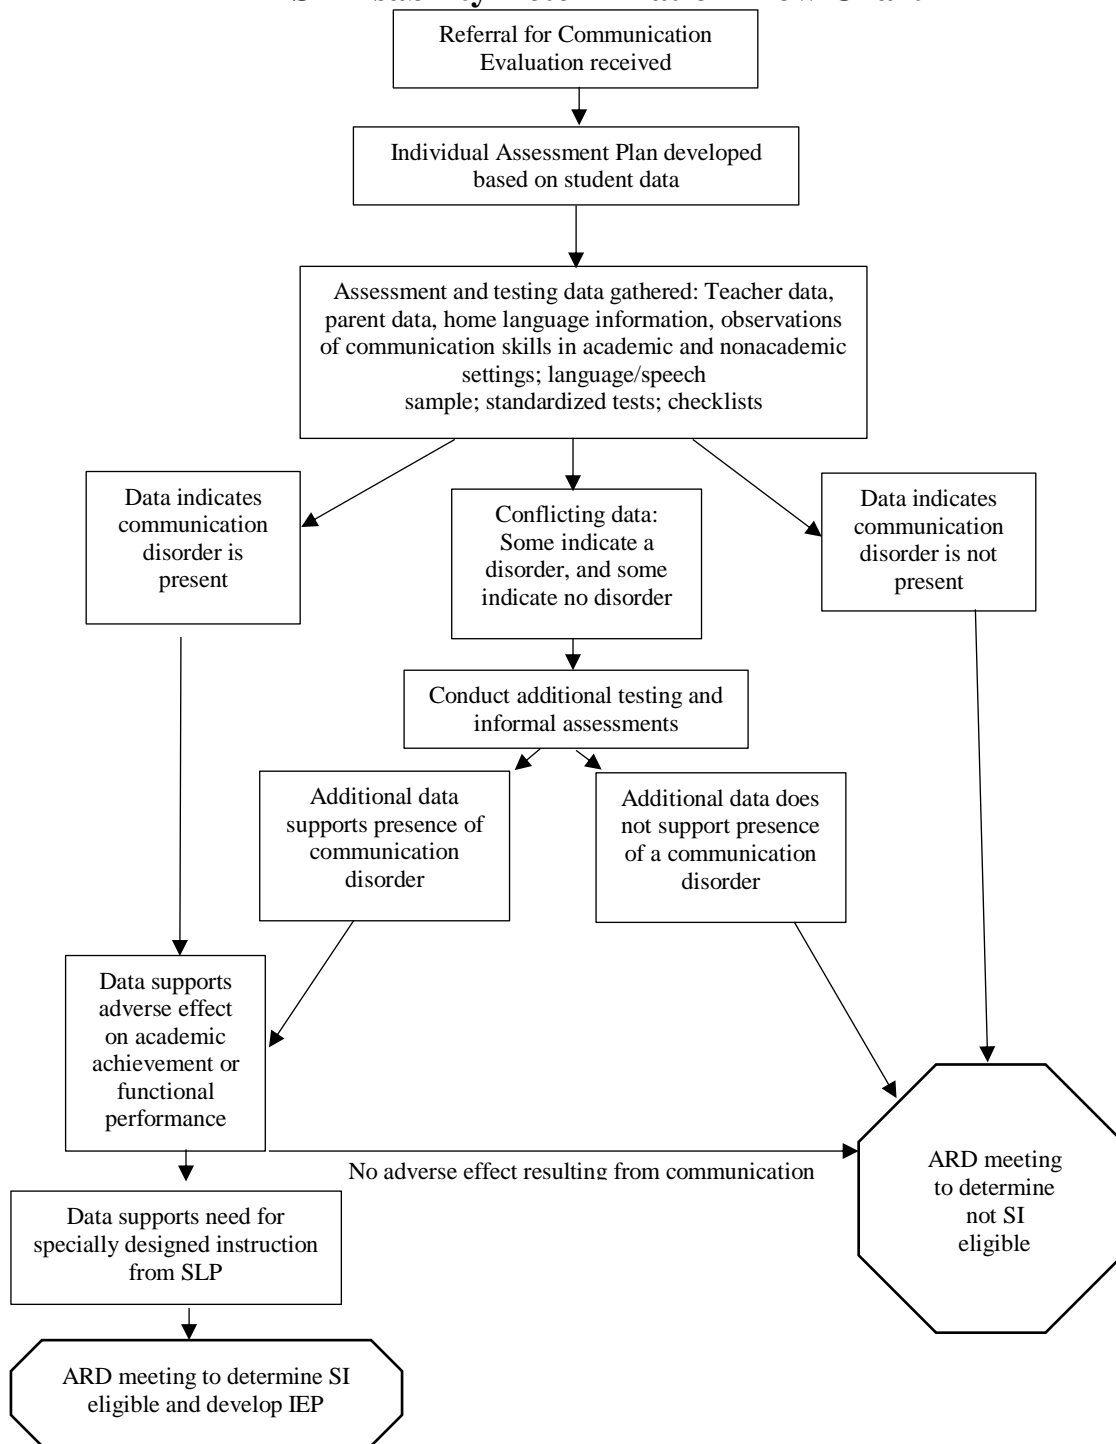 Referral for Communication
Evaluation received
Individual Assessment Plan developed
based on student data
Assessment and testing data gathered: Teacher data,
parent data, home language information, observations
of communication skills in academic and nonacademic
settings; language/speech
sample; standardized tests; checklists
Data indicates
communication
disorder is
present
Conflicting data:
Some indicate a
disorder, and some
indicate no disorder
Data indicates
communication
disorder is not
present
Conduct additional testing and
informal assessments
Additional data
supports presence of
communication
disorder
Additional data does
not support presence
of a communication
disorder
Data supports
adverse effect
on academic
achievement or
functional
performance
No adverse effect resulting from communication
ARD meeting
to determine
not SI
eligible
Data supports need for
specially designed instruction
from SLP
ARD meeting to determine SI
eligible and develop IEP